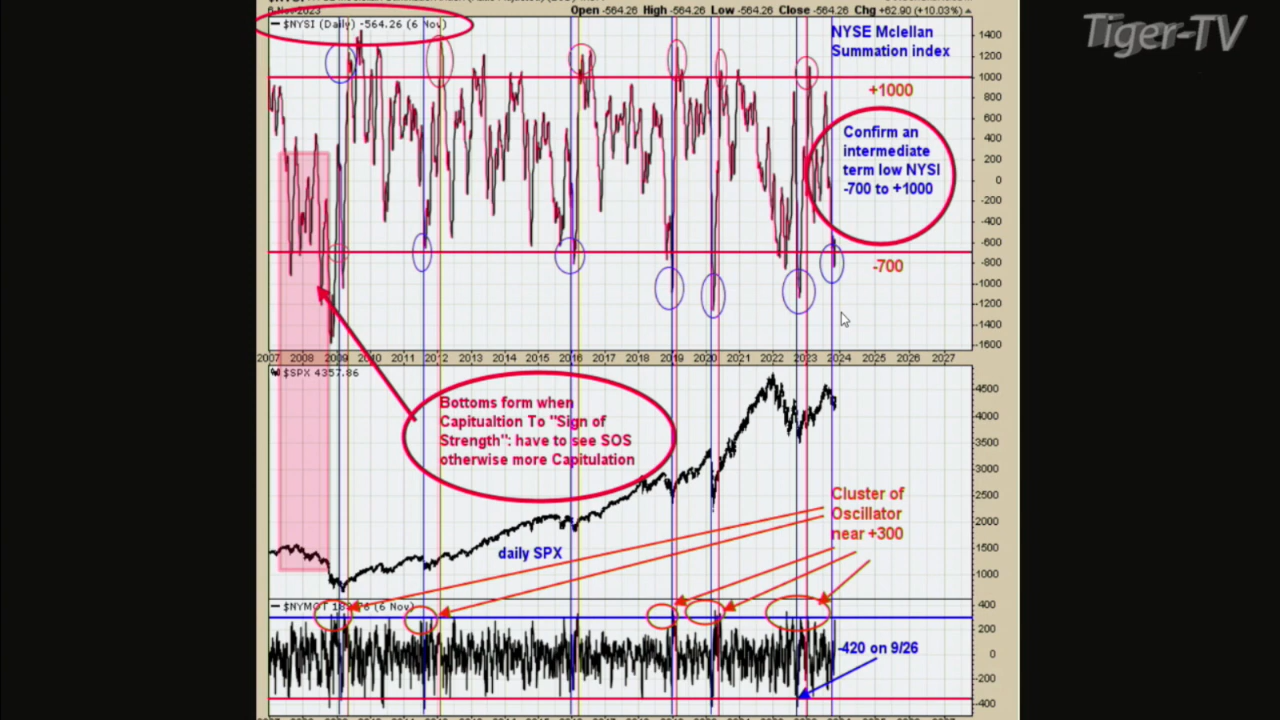 6-Nov-2023
Open -564.26 High -564.26 Low -564.26 Close -564.26 Chg +62.90 (+10.03%)
Tiger-TV
$NYSI (Daily) -564.26 (6 Nov)
NYSE Mclellan
Summation index
+1000
Confirm an
intermediate
term low NYSI
-700 to +1000
-700
1400
1200
1000
800
600
400
200
0
-200
-400
-600
-800
1000
1200
-1400
-1600
2007 2008 2009 2010 2011 2012 2013 2014 2015 2016 2017 2018 2019 2020 2021 2022 2023 2024 2025 2026 2027
$SPX 4357.86
Bottoms form when
Capitualtion To "Sign of
Strength": have to see SOS
otherwise more Capitulation
4500
4000
3500
3000
2500
2000
1500
1000
Cluster of
Oscillator
near +300
daily SPX
(6 Nov)
400
200
0
-200
-400
-420 on 9/26